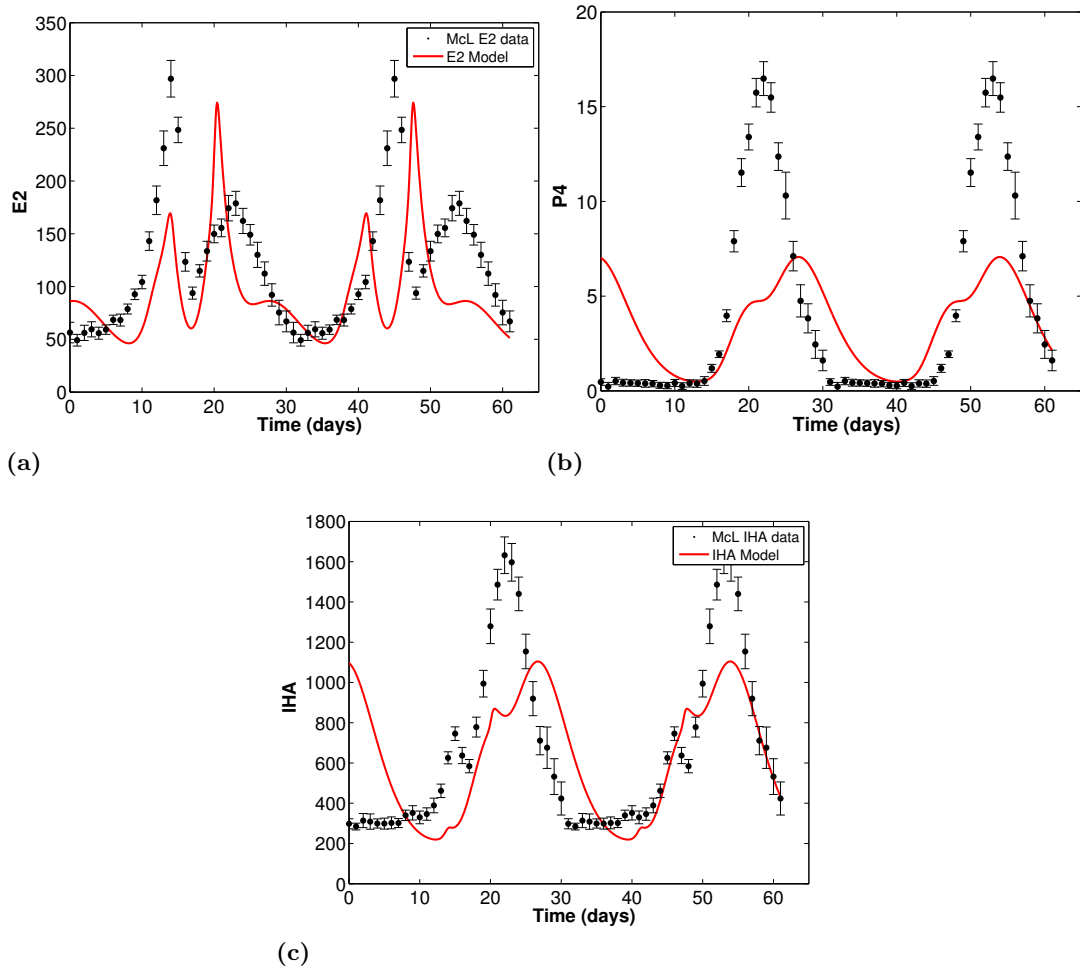 350
300
250
200
150
100
50
0
E2
McL E2 data
E2 Model
0 10 20 30 40 50 60
Time (days)
(a)
20
15
10
5
0
P4
0 10 20 30 40 50 60
Time (days)
(b)
1800
1600
1400
1200
1000
800
600
400
200
0
IHA
McL IHA data
IHA Model
0 10 20 30 40 50 60
Time (days)
(c)